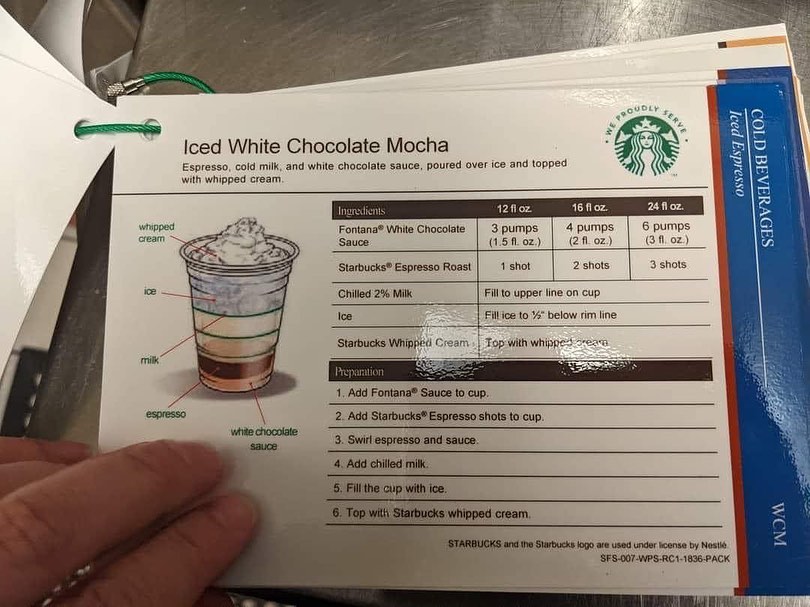 Iced White Chocolate Mocha
Espresso, cold milk, and white chocolate sauce, poured over ice and topped
with whipped cream.
WE PROUDLY SERVE
TM
whipped
cream
ice
milk
espresso
white chocolate
sauce
Ingredients 12 fl oz. 16 fl oz. 24 fl oz.
Fontana® White Chocolate
Sauce
3 pumps
(1.5 fl. oz.)
4 pumps
(2 fl. oz.)
6 pumps
(3 fl. oz.)
Starbucks® Espresso Roast 1 shot 2 shots 3 shots
Chilled 2% Milk Fill to upper line on cup
Ice Fill ice to ½" below rim line
Starbucks Whipped Cream Top with whipped cream
Preparation
1. Add Fontana® Sauce to cup.
2. Add Starbucks® Espresso shots to cup.
3. Swirl espresso and sauce.
4. Add chilled milk.
5. Fill the cup with ice.
6. Top with Starbucks whipped cream.
STARBUCKS and the Starbucks logo are used under license by Nestlé.
SFS-007-WPS-RC1-1836-PACK
COLD BEVERAGES
Iced Espresso
WCM